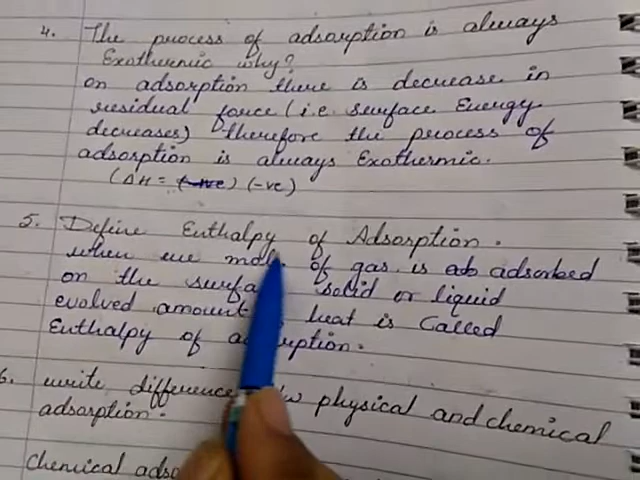 4. The process of adsorption is always
Exothermic why?
on adsorption there is decrease in
residual force (i.e. surface Energy
decreases) therefore the process of
adsorption is always Exothermic.
(ΔH = (-ve)
5. Define Enthalpy of Adsorption.
when one of gas is adsorbed
on the solid or liquid
evolved amount heat is Called
Enthalpy of
6. write difference b/w physical and chemical
adsorption.
chemical